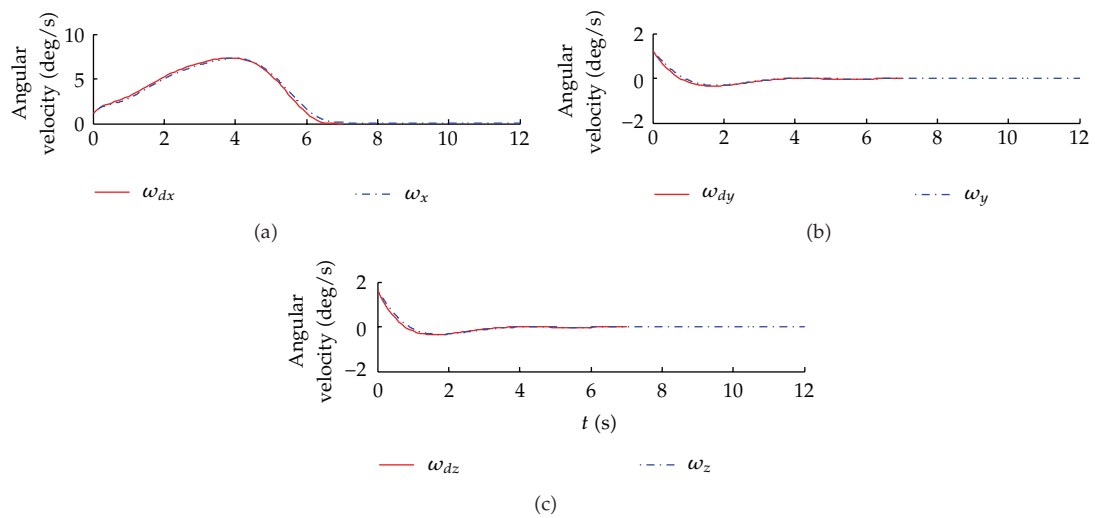 10
5
0
0 2 4 6 8 10 12
Angular
velocity (deg/s)
ω_dx ω_x
(a)
2
0
−2
0 2 4 6 8 10 12
Angular
velocity (deg/s)
ω_dy ω_y
(b)
2
0
−2
0 2 4 6 8 10 12
Angular
velocity (deg/s)
t (s)
ω_dz ω_z
(c)